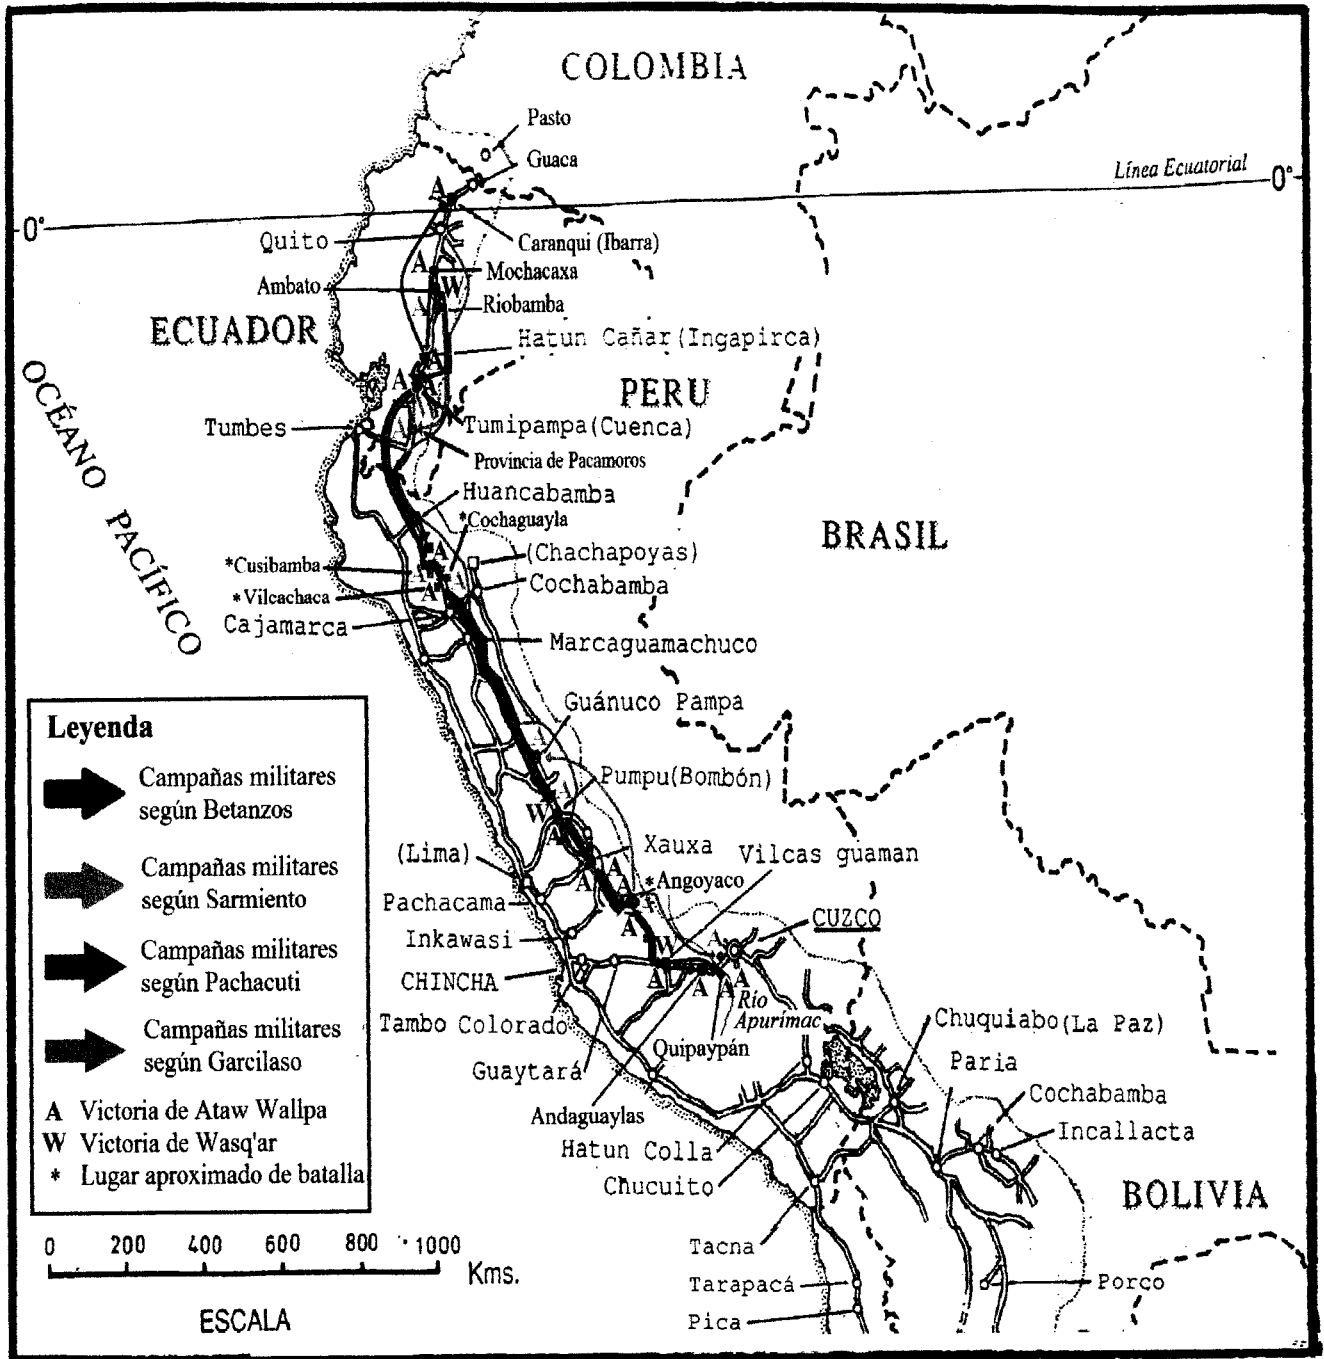 COLOMBIA
Pasto
Guaca
Línea Ecuatorial
0°
0°
A
Quito
Caranqui (Ibarra)
A
Mochacaxa
Ambato
W
A
Riobamba
ECUADOR
Hatun Cañar (Ingapirca)
A
A
A
PERU
OCÉANO PACÍFICO
Tumbes
A
Tumipampa (Cuenca)
Provincia de Pacamoros
Huancabamba
*Cochaguayla
BRASIL
A
(Chachapoyas)
*Cusibamba
A
A
Cochabamba
*Vilcachaca
A
Cajamarca
Marcaguamachuco
Guánuco Pampa
A
Pumpu (Bombón)
A
W
A
Xauxa
Vilcas guaman
(Lima)
A
A
A
*Angoyaco
Pachacama
CUZCO
A
Inkawasi
W
A
CHINCHA
A
A
A
A
Río
Apurímac
Tambo Colorado
Chuquiabo (La Paz)
Quipaypán
Paria
Guaytará
Cochabamba
Andaguaylas
Incallacta
Hatun Colla
Chucuito
BOLIVIA
Tacna
Tarapacá
Porco
Pica
Leyenda
Campañas militares
según Betanzos
Campañas militares
según Sarmiento
Campañas militares
según Pachacuti
Campañas militares
según Garcilaso
A Victoria de Ataw Wallpa
W Victoria de Wasq'ar
* Lugar aproximado de batalla
0 200 400 600 800 1000
Kms.
ESCALA